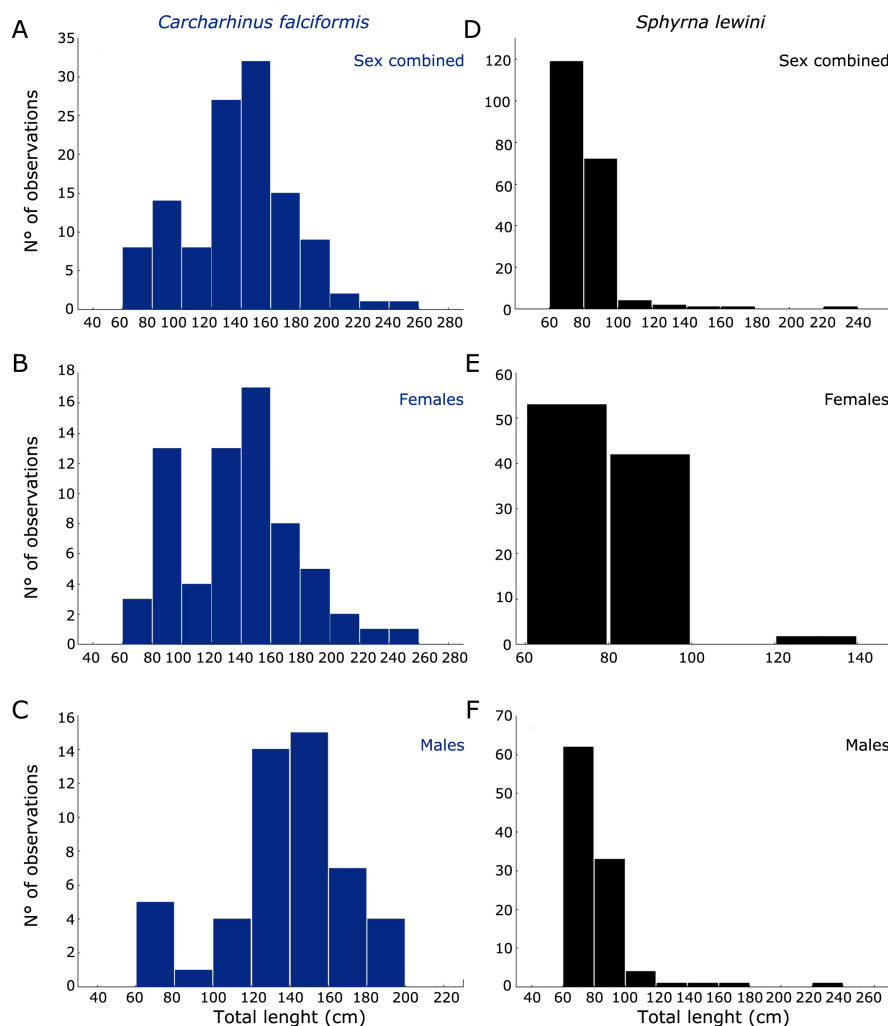 Carcharhinus falciformis
Sphyrna lewini
A
Sex combined
N° of observations
35
30
25
20
15
10
5
0
40 60 80 100 120 140 160 180 200 220 240 260 280
D
Sex combined
120
100
80
60
40
20
0
60 80 100 120 140 160 180 200 220 240
B
Females
N° of observations
18
16
14
12
10
8
6
4
2
0
40 60 80 100 120 140 160 180 200 220 240 260 280
E
Females
60
50
40
30
20
10
0
60 80 100 120 140
C
Males
N° of observations
16
14
12
10
8
6
4
2
0
40 60 80 100 120 140 160 180 200 220
Total lenght (cm)
F
Males
70
60
50
40
30
20
10
0
40 60 80 100 120 140 160 180 200 220 240 260
Total lenght (cm)